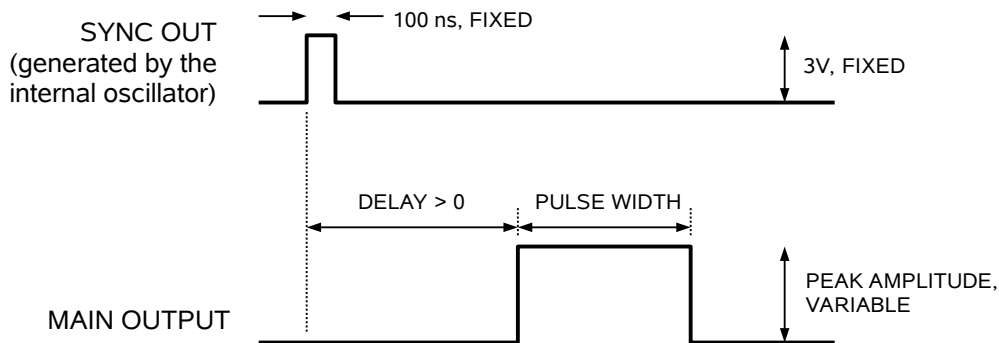 100 ns, FIXED
SYNC OUT
(generated by the
internal oscillator)
3V, FIXED
DELAY > 0
PULSE WIDTH
PEAK AMPLITUDE,
VARIABLE
MAIN OUTPUT